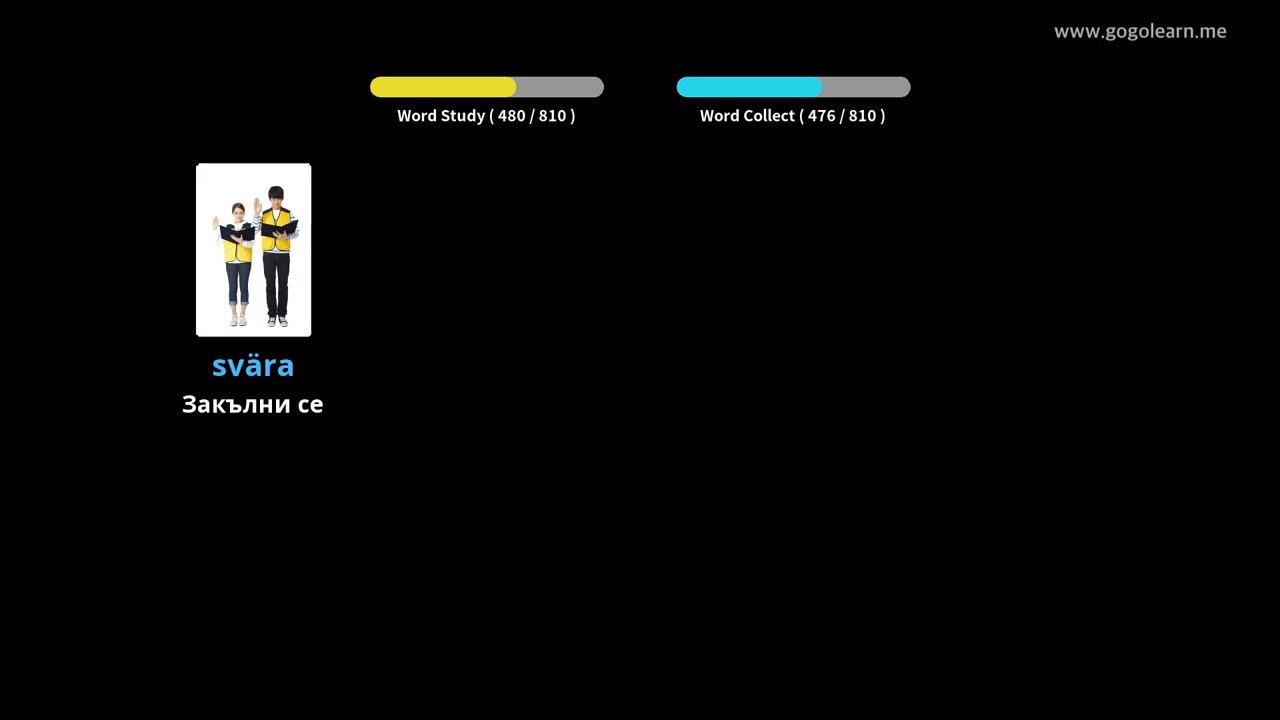 www.gogolearn.me
Word Study ( 480 / 810 )
Word Collect ( 476 / 810 )
svära
Закълни се